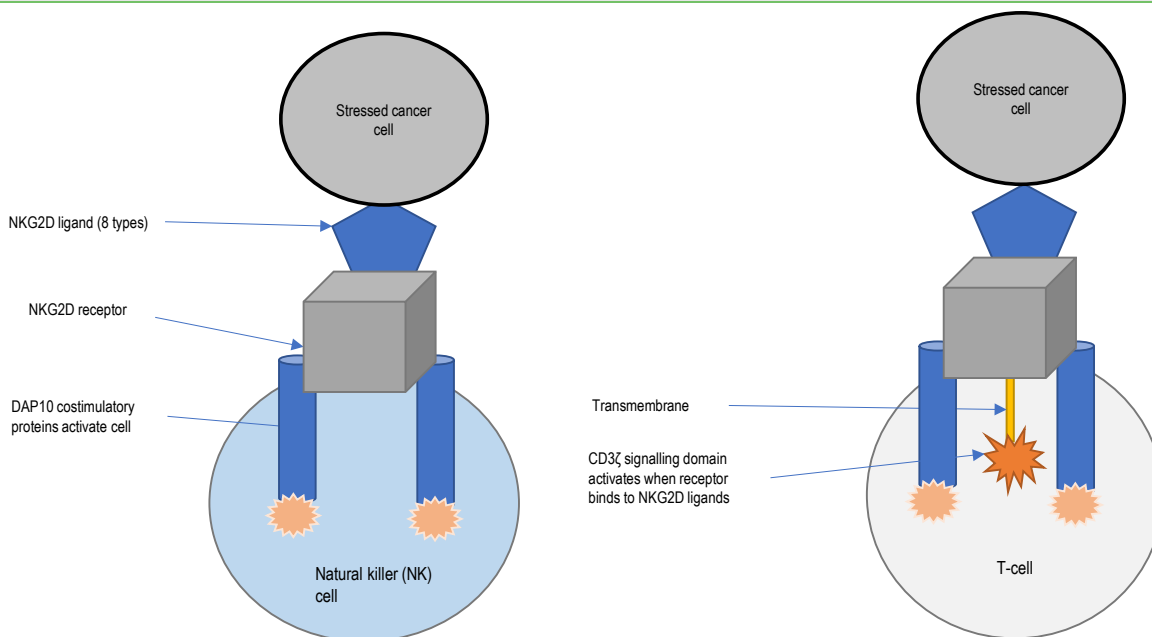 Stressed cancer
cell
NKG2D ligand (8 types)
NKG2D receptor
DAP10 costimulatory
proteins activate cell
Natural killer (NK)
cell
Stressed cancer
cell
Transmembrane
CD3ζ signalling domain
activates when receptor
binds to NKG2D ligands
T-cell